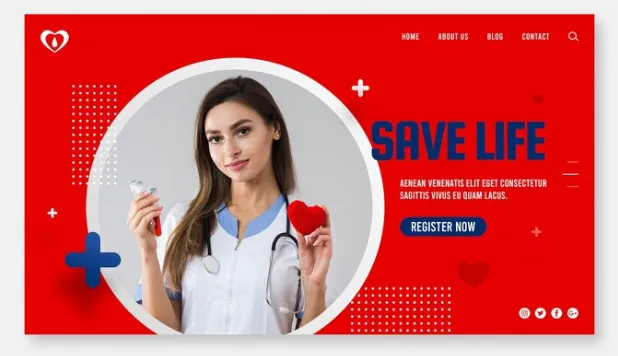 HOME ABOUT US BLOG CONTACT
SAVE LIFE
AENEAN VENENATIS ELIT EGET CONSECTETUR
SAGITTIS VIVUS EU QUAM LACUS.
REGISTER NOW